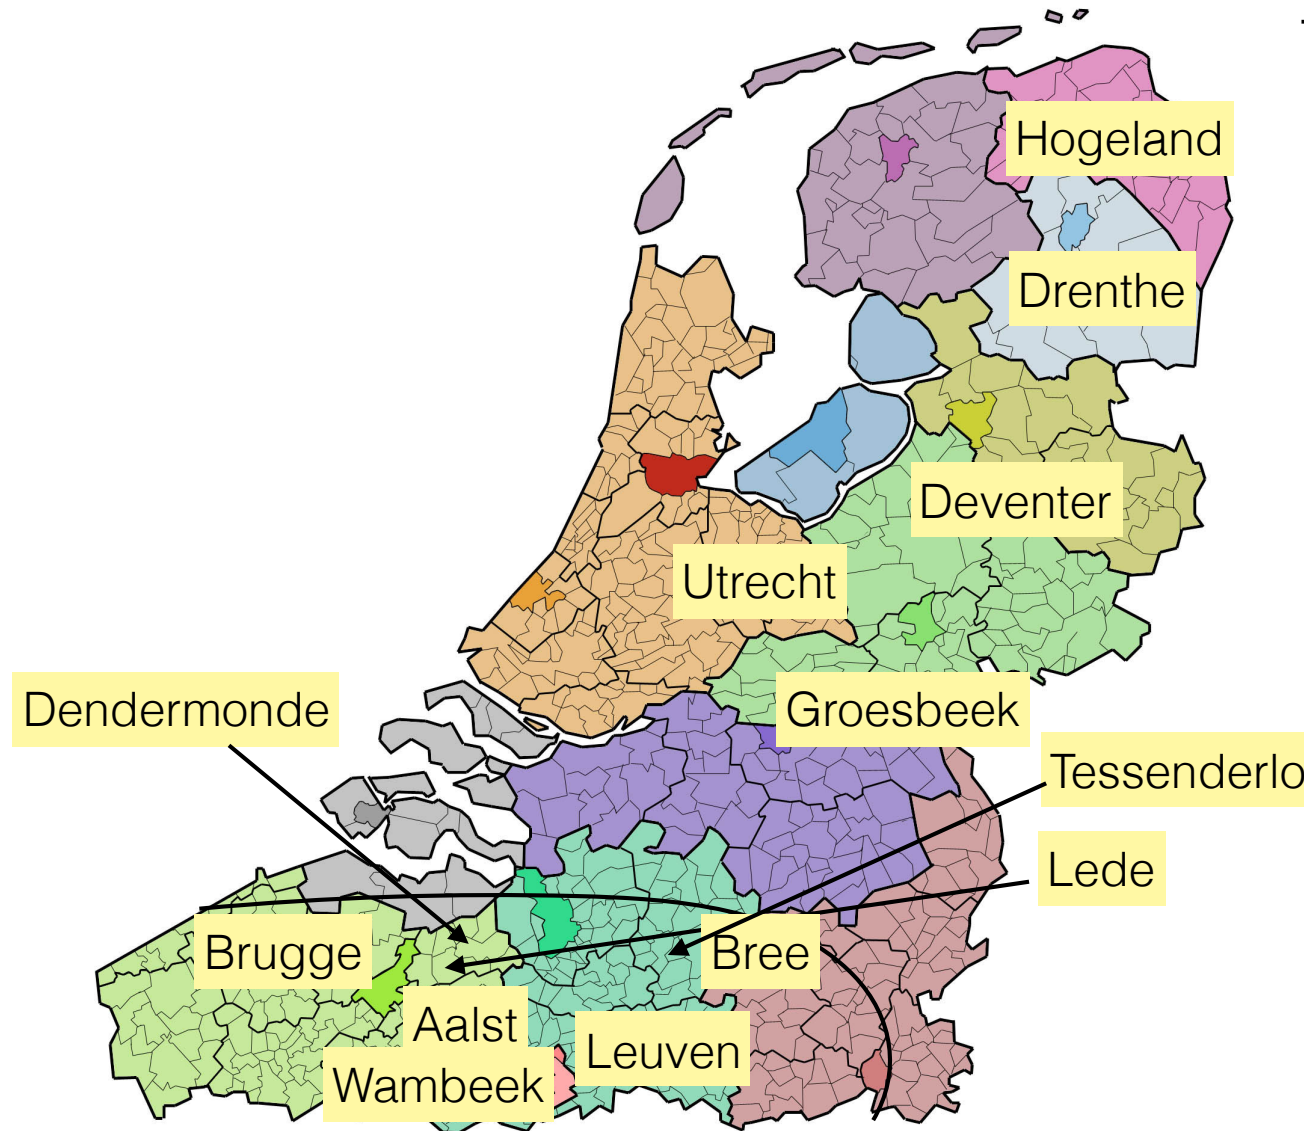 Hogeland
Drenthe
Deventer
Utrecht
Dendermonde
Groesbeek
Tessenderlo
Lede
Brugge
Bree
Aalst
Leuven
Wambeek